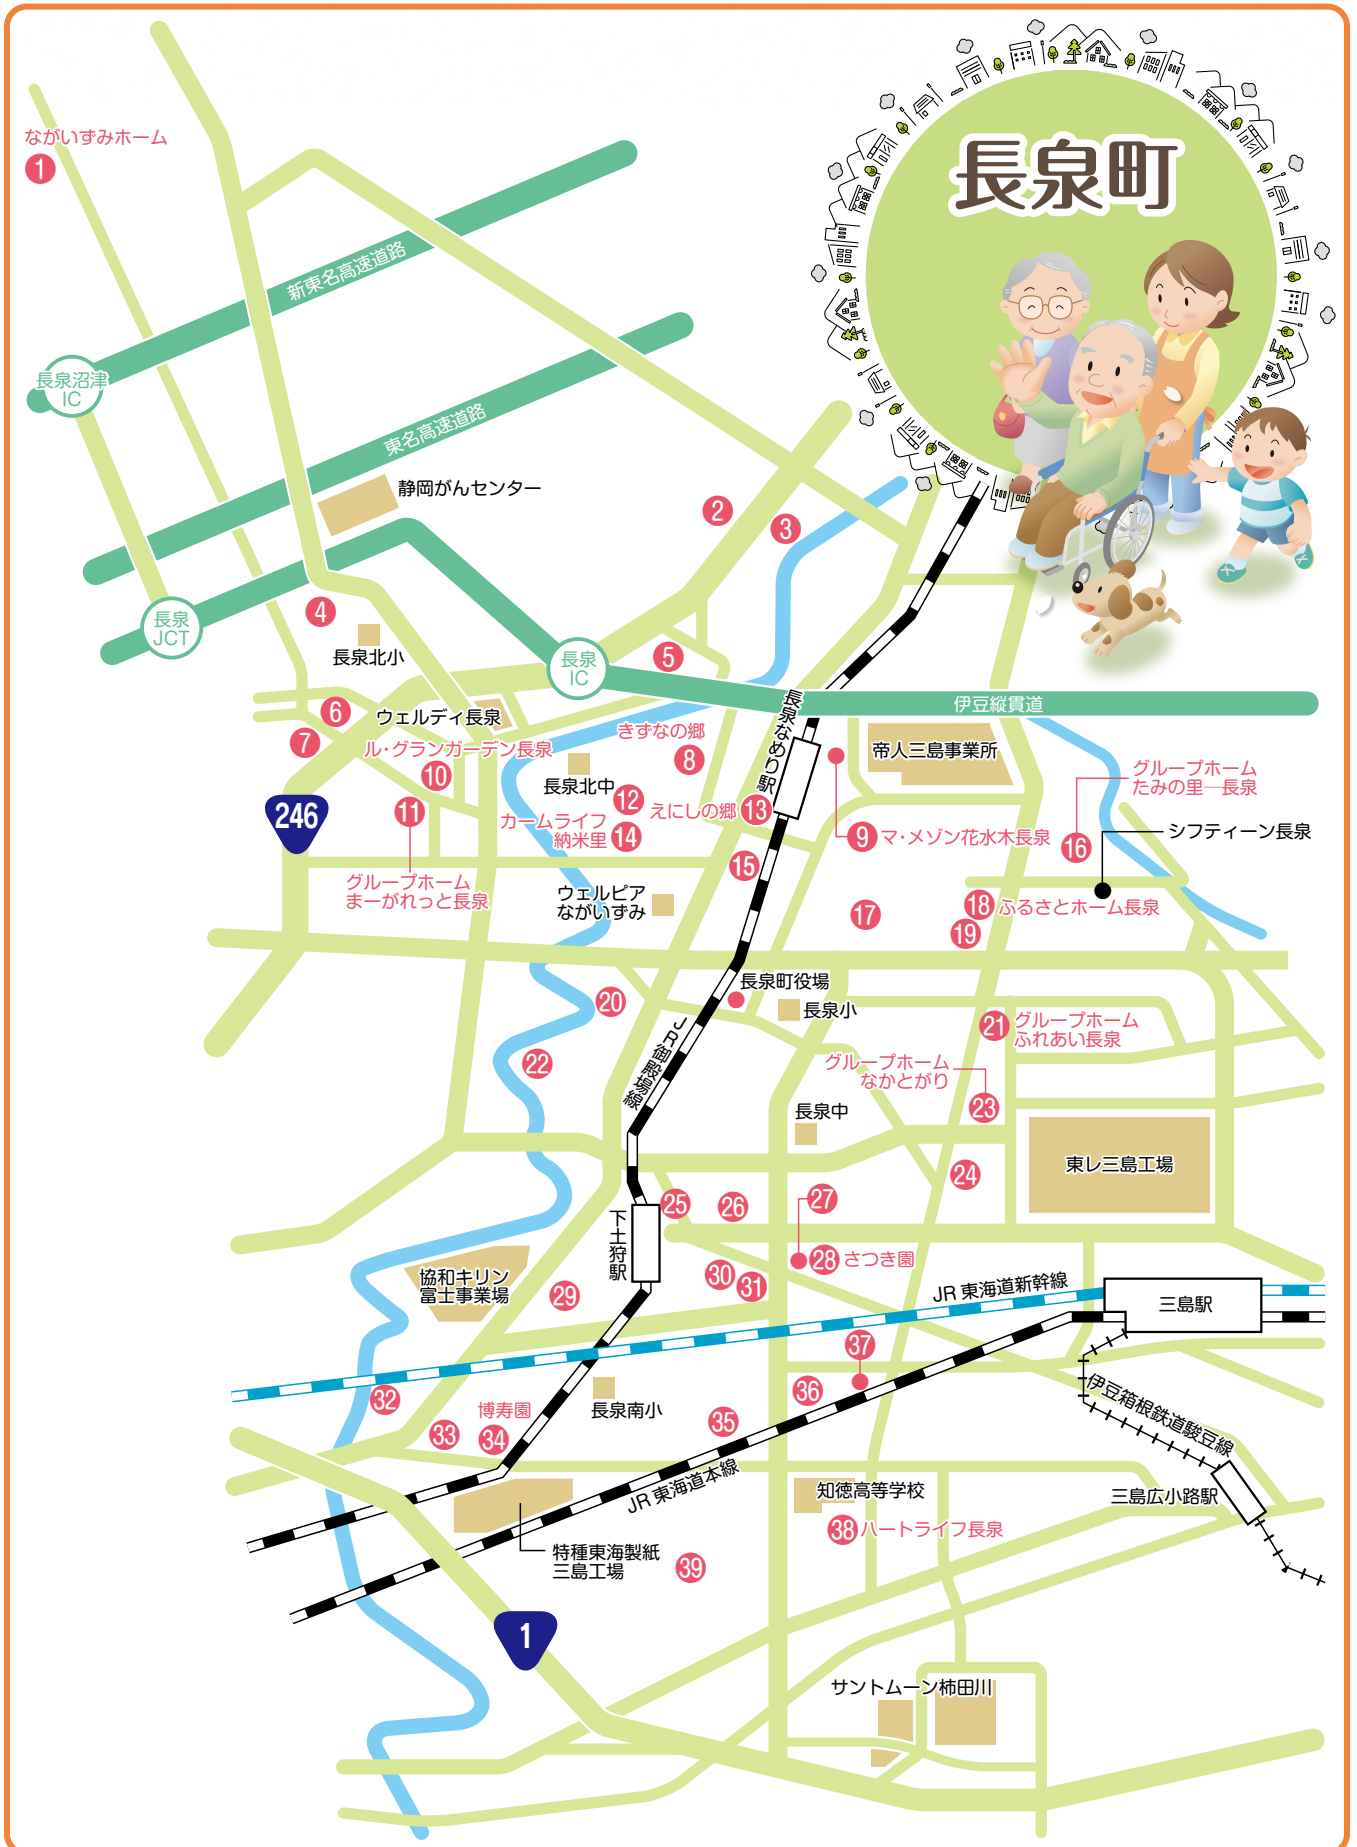 長泉町
ながいずみホーム
1
新東名高速道路
長泉沼津
IC
東名高速道路
静岡がんセンター
2
3
長泉
JCT
4
長泉北小
長泉
IC
5
伊豆縦貫道
6
7
ウェルディ長泉
ル・グランガーデン長泉
10
きずなの郷
8
長泉なめり駅
帝人三島事業所
グループホーム
たみの里―長泉
16
246
11
長泉北中
12
えにしの郷
13
カームライフ
納米里
14
9
マ・メゾン花水木長泉
シフティーン長泉
グループホーム
まーがれっと長泉
15
ウェルピア
ながいずみ
17
18
ふるさとホーム長泉
19
長泉町役場
長泉小
20
JR御殿場線
21
グループホーム
ふれあい長泉
22
グループホーム
なかとがり
23
長泉中
東レ三島工場
24
25
26
27
下土狩駅
28
さつき園
協和キリン
富士事業場
29
30
31
JR 東海道新幹線
三島駅
32
37
36
博寿園
33
34
長泉南小
35
伊豆箱根鉄道駿豆線
JR 東海道本線
知徳高等学校
三島広小路駅
38
ハートライフ長泉
特種東海製紙
三島工場
39
1
サントムーン柿田川